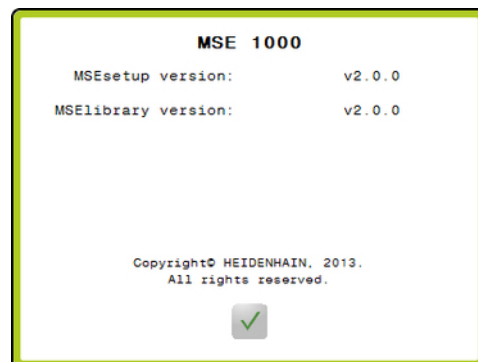 MSE 1000
MSEsetup version: v2.0.0
MSElibrary version: v2.0.0
Copyright© HEIDENHAIN, 2013.
All rights reserved.